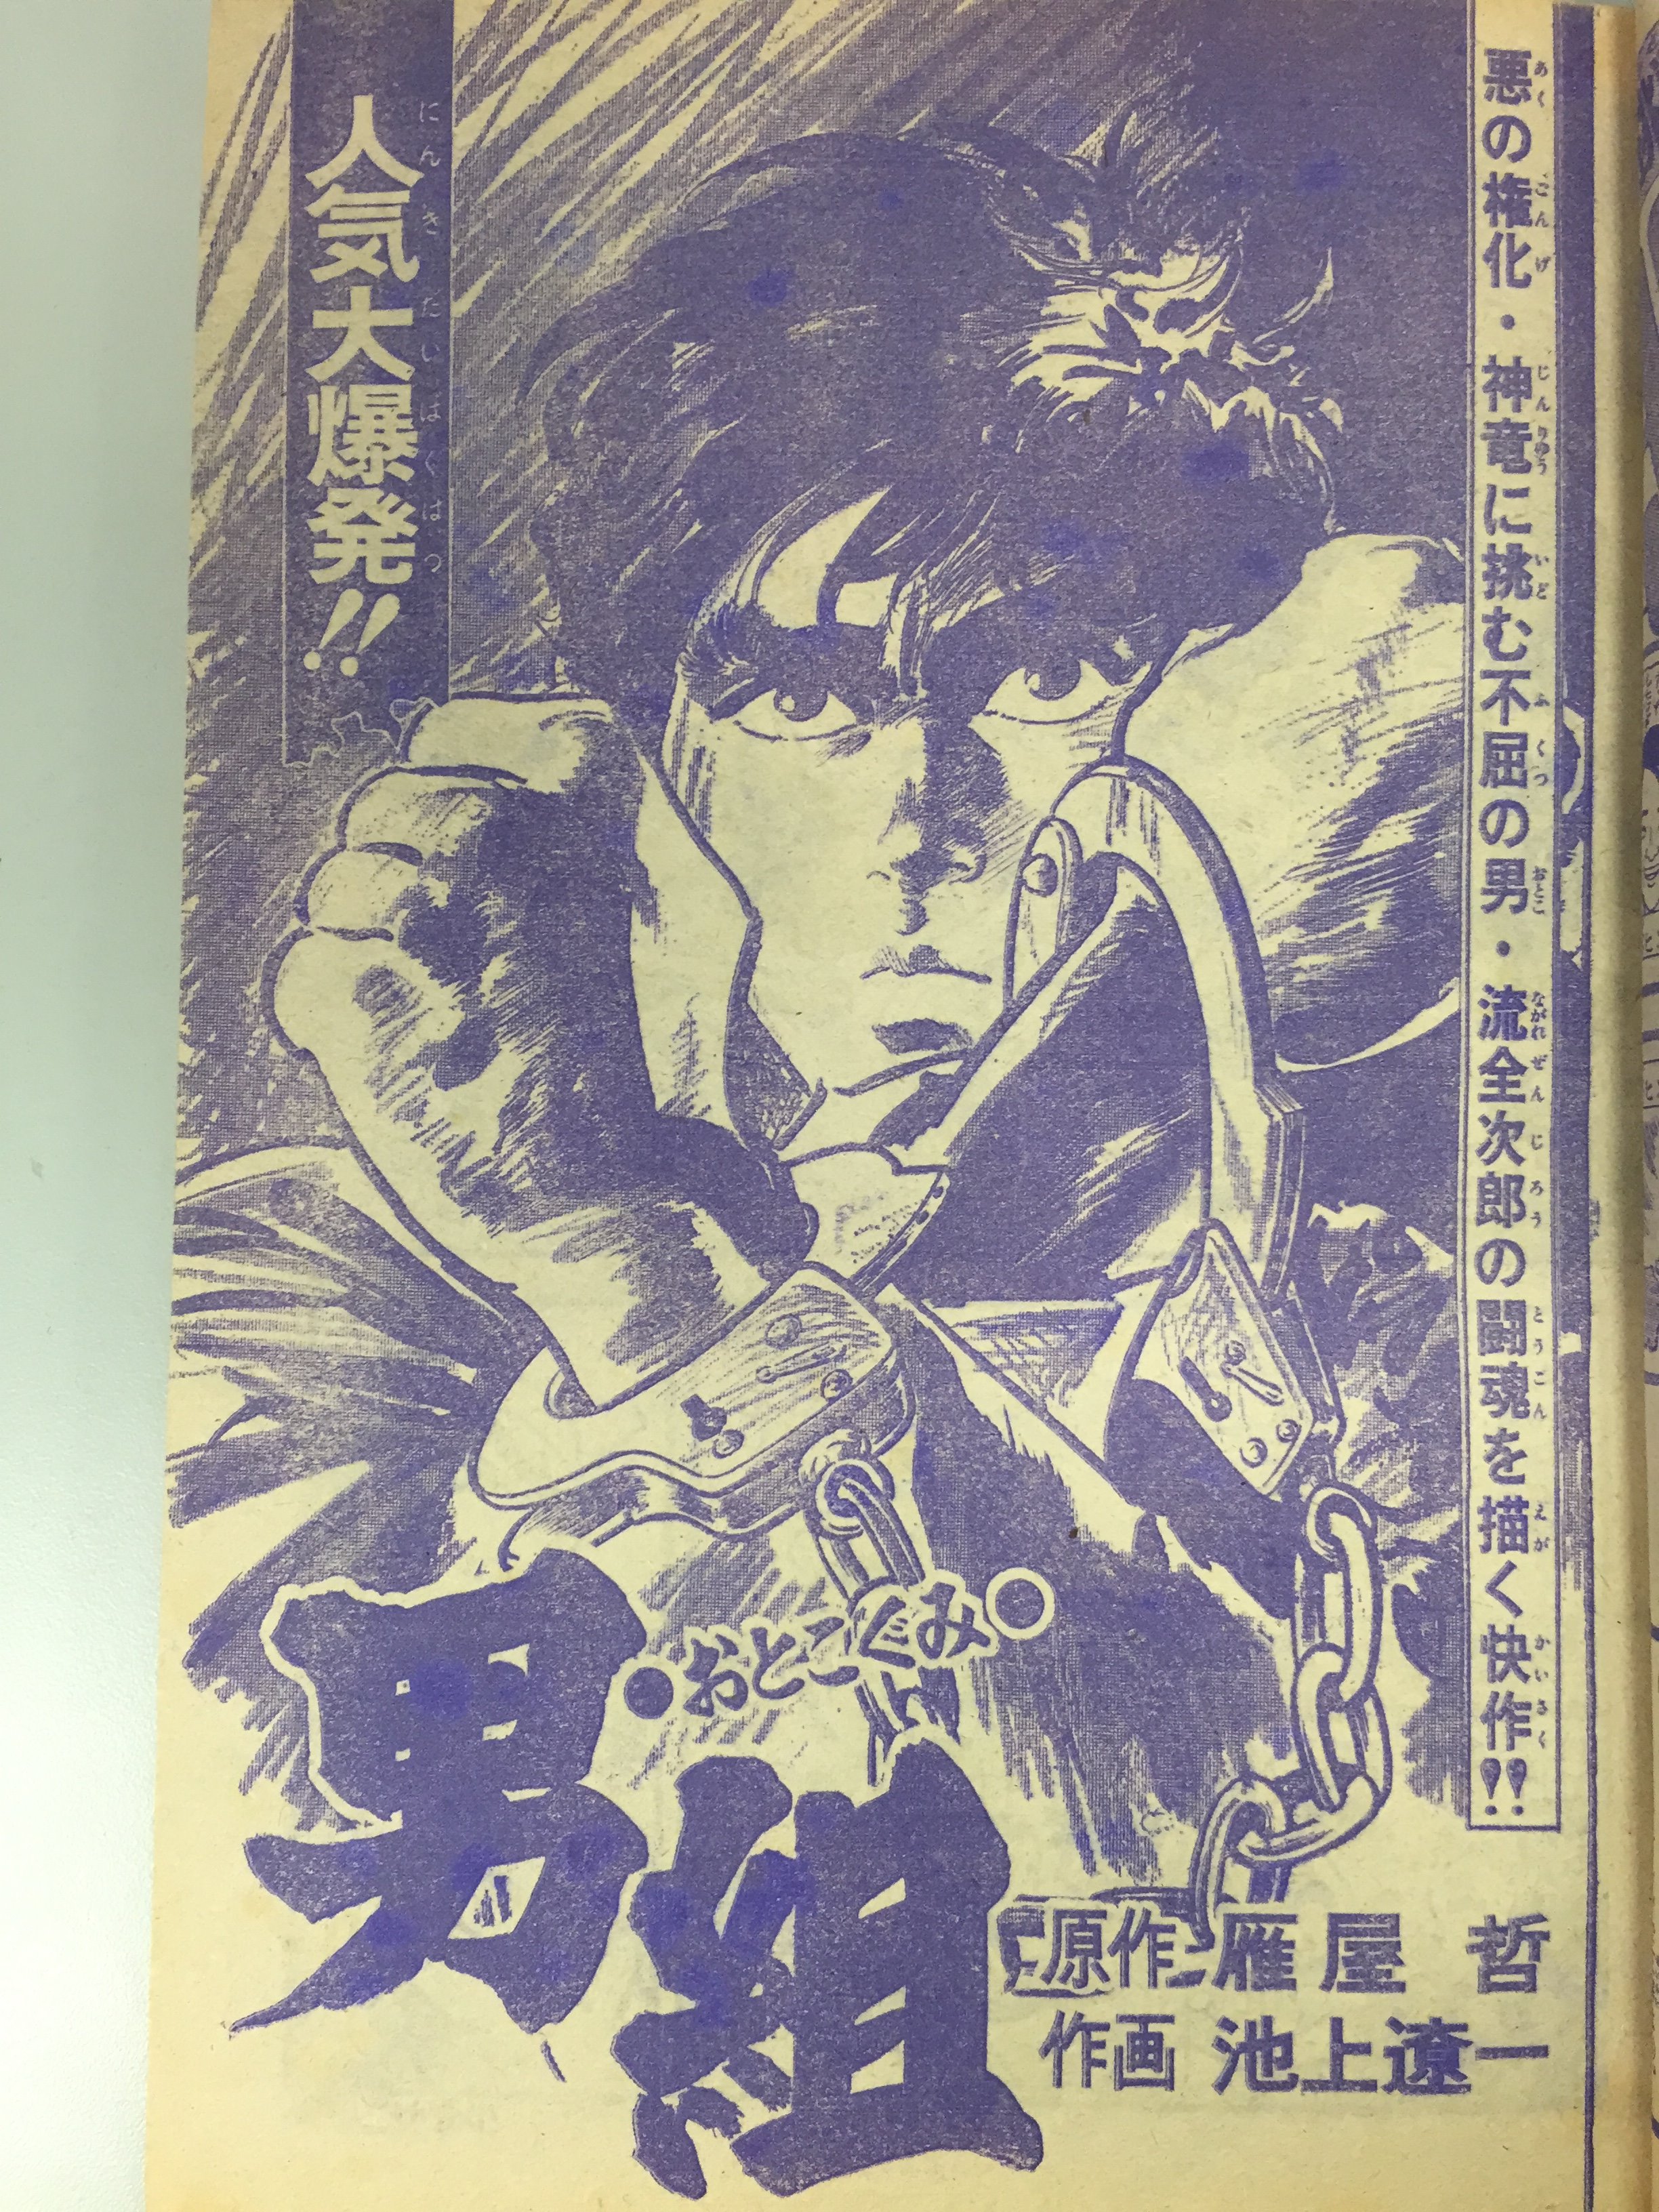 悪の権化・神竜に挑む不屈の男・流全次郎の闘魂を描く快作!!
人気大爆発!!
●おとこぐみ●
男組
原作 雁屋 哲
作画 池上遼一